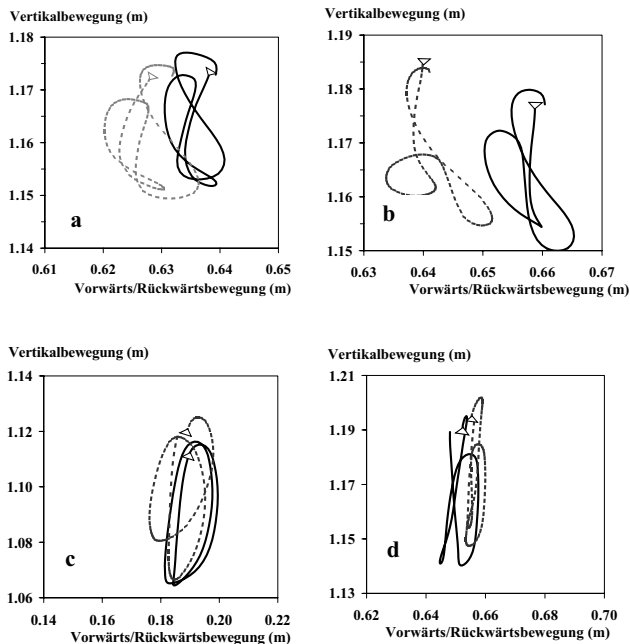 Vertikalbewegung (m)
1.18
1.17
1.16
1.15
1.14
a
0.61 0.62 0.63 0.64 0.65
Vorwärts/Rückwärtsbewegung (m)
Vertikalbewegung (m)
1.19
1.18
1.17
1.16
1.15
b
0.63 0.64 0.65 0.66 0.67
Vorwärts/Rückwärtsbewegung (m)
Vertikalbewegung (m)
1.14
1.12
1.10
1.08
1.06
c
0.14 0.16 0.18 0.20 0.22
Vorwärts/Rückwärtsbewegung (m)
Vertikalbewegung (m)
1.21
1.19
1.17
1.15
1.13
d
0.62 0.64 0.66 0.68 0.70
Vorwärts/Rückwärtsbewegung (m)